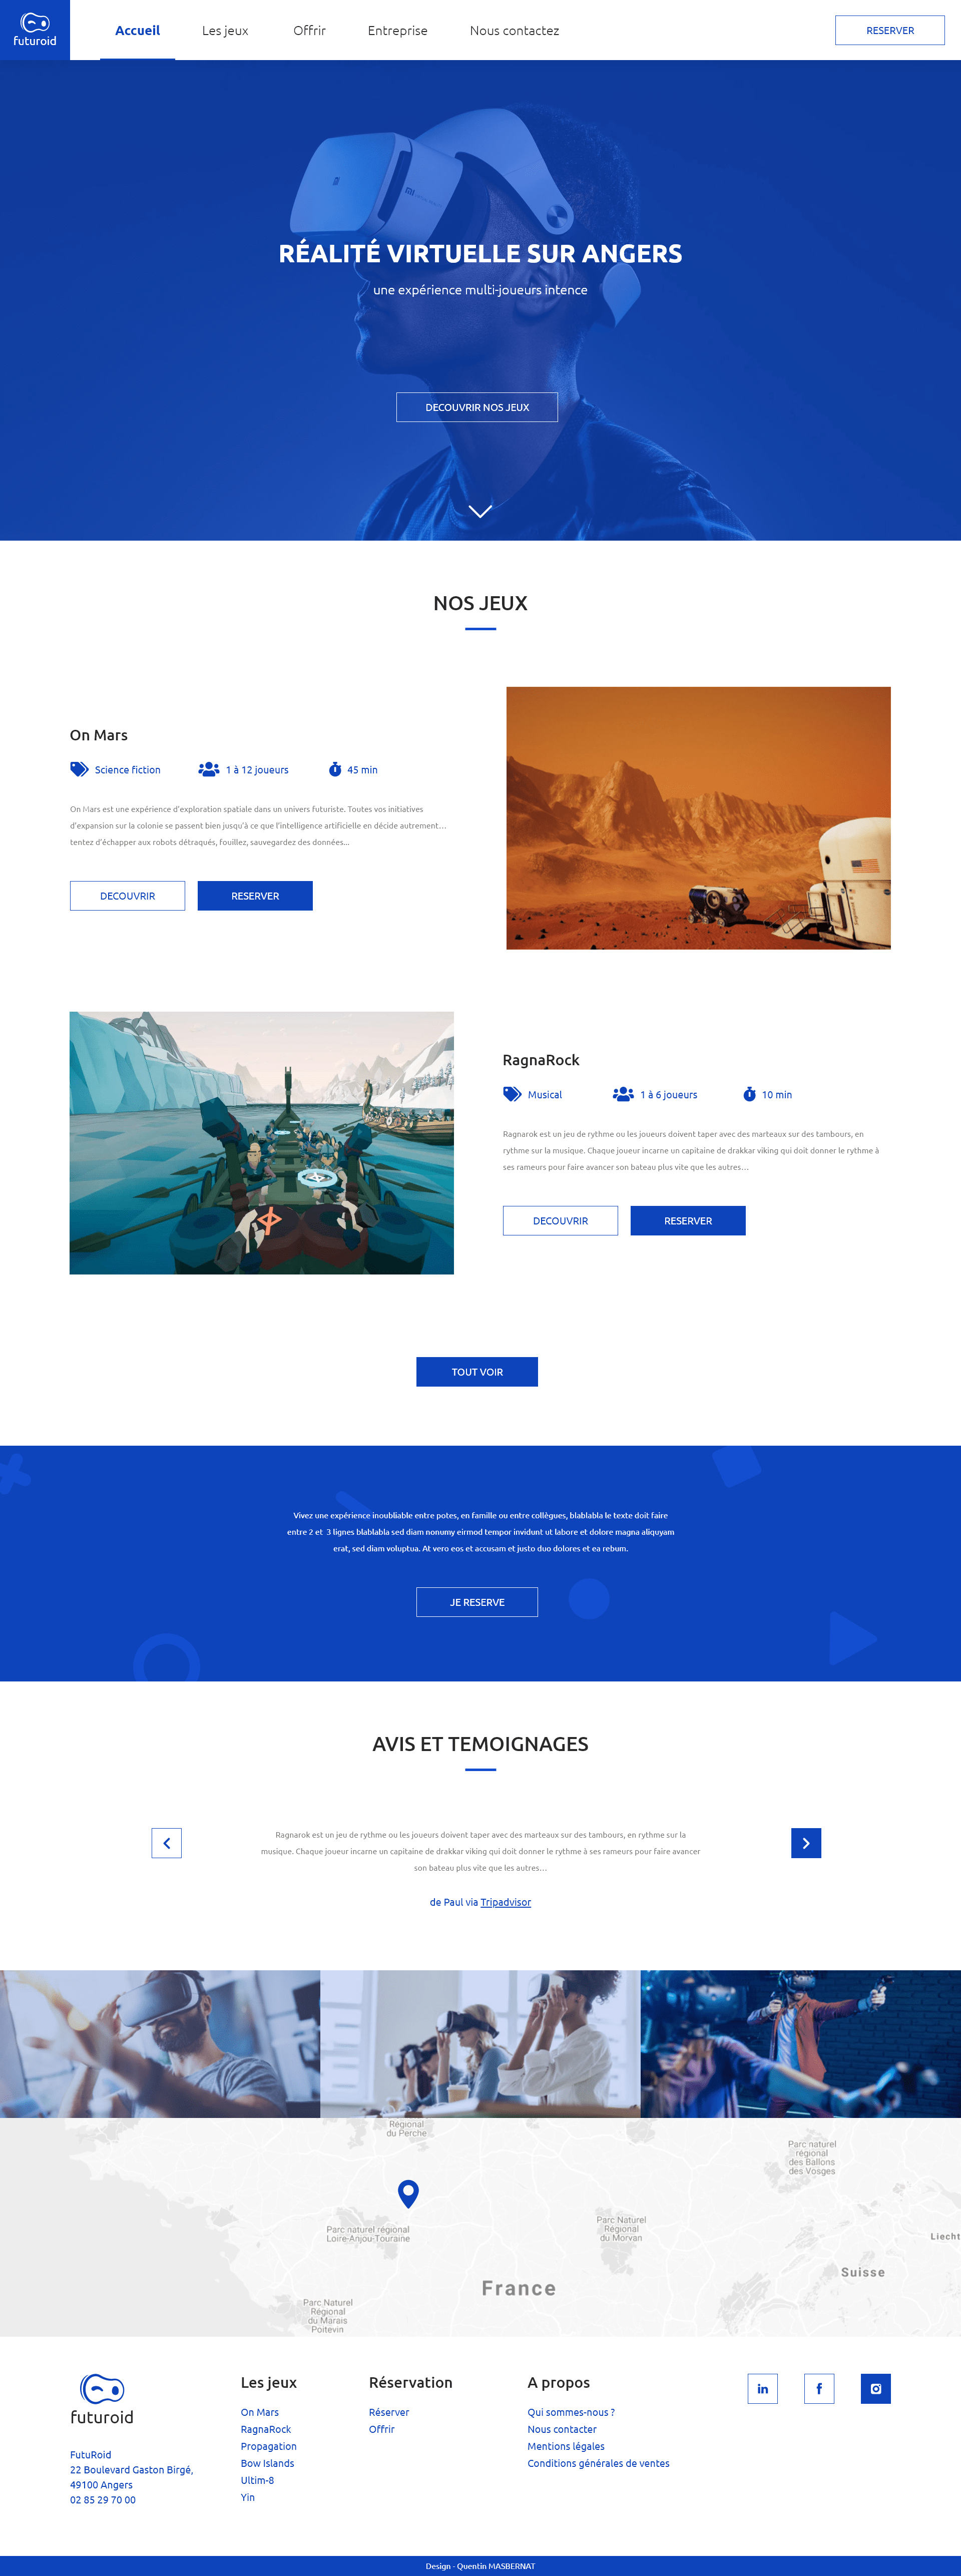 futuroid
Accueil
Les jeux
Offrir
Entreprise
Nous contactez
RESERVER
mi
mi VIRTUAL REALITY
RÉALITÉ VIRTUELLE SUR ANGERS
une expérience multi-joueurs intence
DECOUVRIR NOS JEUX
NOS JEUX
On Mars
Science fiction
1 à 12 joueurs
45 min
On Mars est une expérience d'exploration spatiale dans un univers futuriste. Toutes vos initiatives
d'expansion sur la colonie se passent bien jusqu'à ce que l'intelligence artificielle en décide autrement…
tentez d'échapper aux robots détraqués, fouillez, sauvegardez des données...
DECOUVRIR
RESERVER
RagnaRock
Musical
1 à 6 joueurs
10 min
Ragnarok est un jeu de rythme ou les joueurs doivent taper avec des marteaux sur des tambours, en
rythme sur la musique. Chaque joueur incarne un capitaine de drakkar viking qui doit donner le rythme à
ses rameurs pour faire avancer son bateau plus vite que les autres…
DECOUVRIR
RESERVER
TOUT VOIR
Vivez une expérience inoubliable entre potes, en famille ou entre collègues, blablabla le texte doit faire
entre 2 et 3 lignes blablabla sed diam nonumy eirmod tempor invidunt ut labore et dolore magna aliquyam
erat, sed diam voluptua. At vero eos et accusam et justo duo dolores et ea rebum.
JE RESERVE
AVIS ET TEMOIGNAGES
Ragnarok est un jeu de rythme ou les joueurs doivent taper avec des marteaux sur des tambours, en rythme sur la
musique. Chaque joueur incarne un capitaine de drakkar viking qui doit donner le rythme à ses rameurs pour faire avancer
son bateau plus vite que les autres…
de Paul via Tripadvisor
Régional
du Perche
Parc naturel
régional
des Ballons
des Vosges
Parc naturel régional
Loire-Anjou-Touraine
Parc Naturel
Régional
du Morvan
Liecht
Suisse
France
Parc Naturel
Régional
du Marais
Poitevin
futuroid
FutuRoid
22 Boulevard Gaston Birgé,
49100 Angers
02 85 29 70 00
Les jeux
On Mars
RagnaRock
Propagation
Bow Islands
Ultim-8
Yin
Réservation
Réserver
Offrir
A propos
Qui sommes-nous ?
Nous contacter
Mentions légales
Conditions générales de ventes
in
f
Design - Quentin MASBERNAT